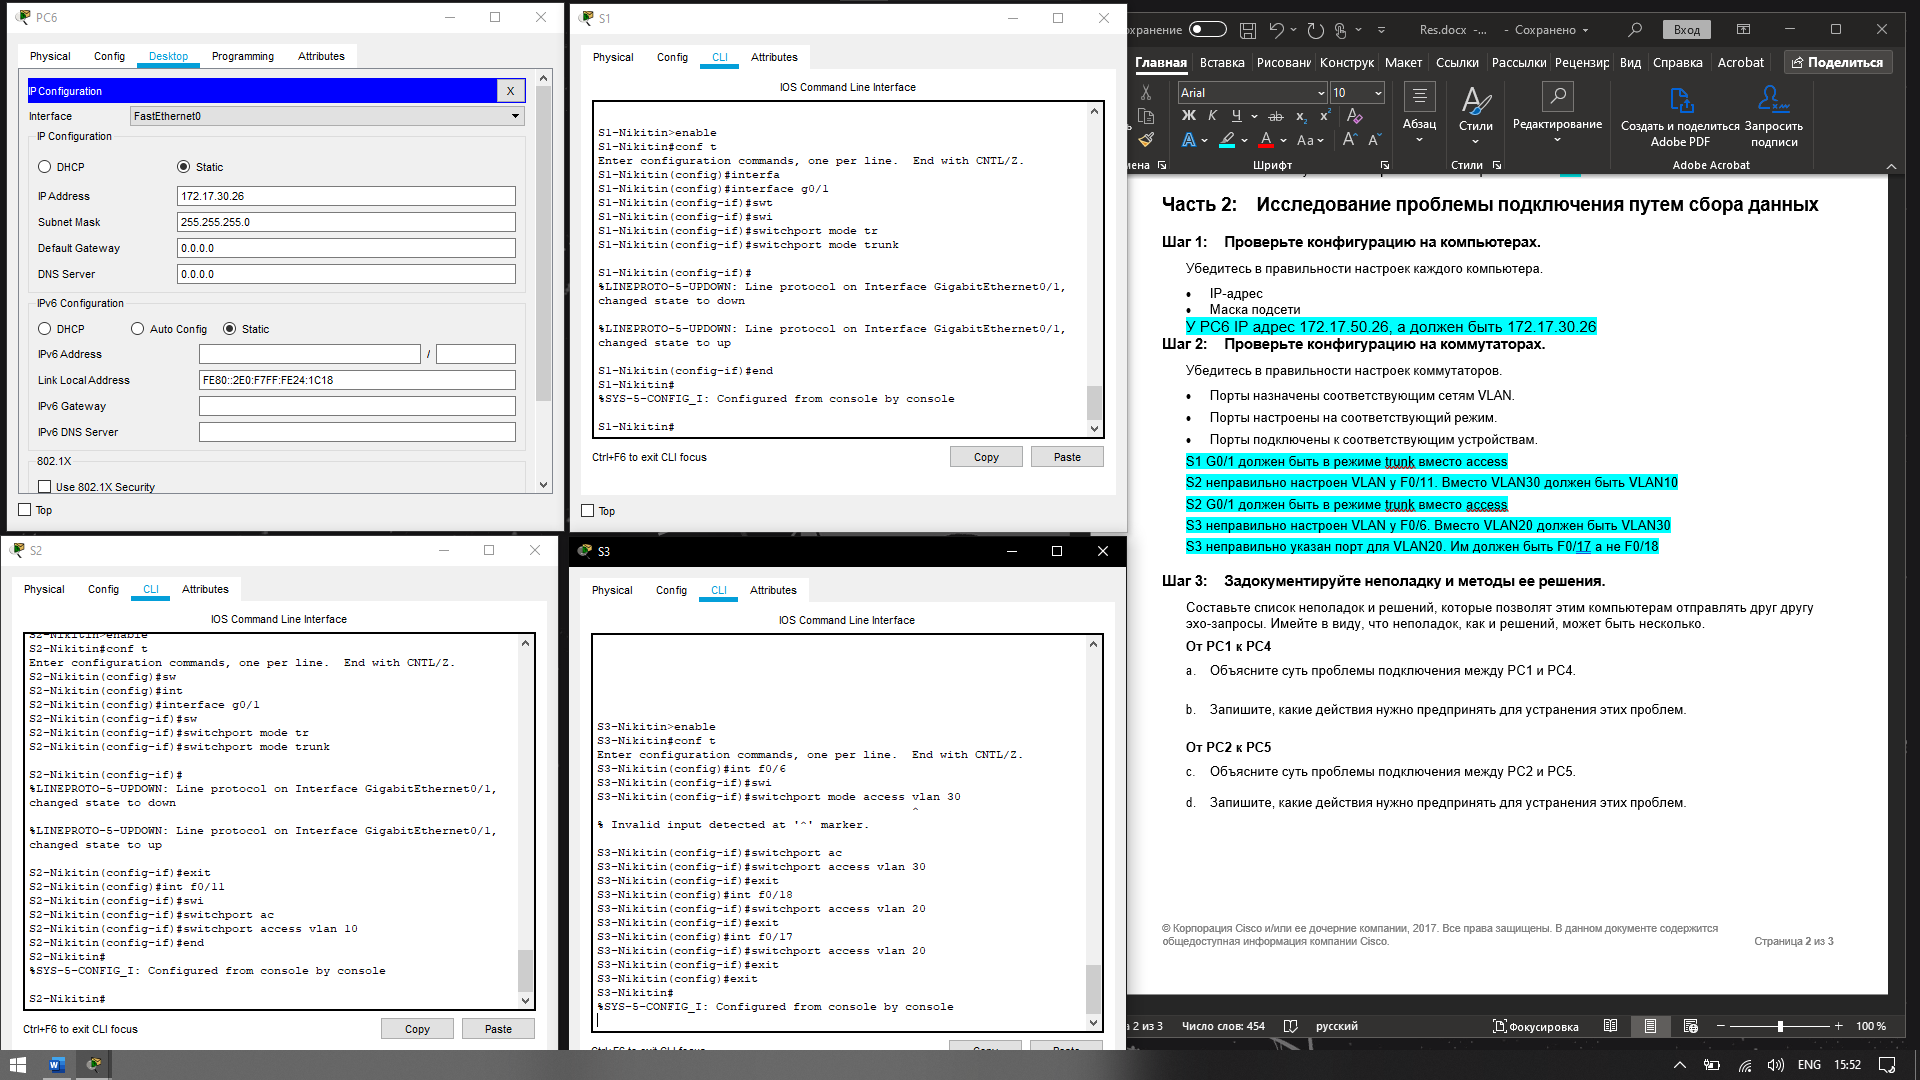 PC6
Physical Config Desktop Programming Attributes
IP Configuration X
Interface FastEthernet0
IP Configuration
DHCP Static
IP Address 172.17.30.26
Subnet Mask 255.255.255.0
Default Gateway 0.0.0.0
DNS Server 0.0.0.0
IPv6 Configuration
DHCP Auto Config Static
IPv6 Address /
Link Local Address FE80::2E0:F7FF:FE24:1C18
IPv6 Gateway
IPv6 DNS Server
802.1X
Use 802.1X Security
Top
S1
Physical Config CLI Attributes
IOS Command Line Interface
S1-Nikitin>enable
S1-Nikitin#conf t
Enter configuration commands, one per line. End with CNTL/Z.
S1-Nikitin(config)#interfa
S1-Nikitin(config)#interface g0/1
S1-Nikitin(config-if)#swt
S1-Nikitin(config-if)#swi
S1-Nikitin(config-if)#switchport mode tr
S1-Nikitin(config-if)#switchport mode trunk
S1-Nikitin(config-if)#
%LINEPROTO-5-UPDOWN: Line protocol on Interface GigabitEthernet0/1,
changed state to down
%LINEPROTO-5-UPDOWN: Line protocol on Interface GigabitEthernet0/1,
changed state to up
S1-Nikitin(config-if)#end
S1-Nikitin#
%SYS-5-CONFIG_I: Configured from console by console
S1-Nikitin#
Ctrl+F6 to exit CLI focus Copy Paste
Top
S2
Physical Config CLI Attributes
IOS Command Line Interface
S2-Nikitin>enable
S2-Nikitin#conf t
Enter configuration commands, one per line. End with CNTL/Z.
S2-Nikitin(config)#sw
S2-Nikitin(config)#int
S2-Nikitin(config)#interface g0/1
S2-Nikitin(config-if)#sw
S2-Nikitin(config-if)#switchport mode tr
S2-Nikitin(config-if)#switchport mode trunk
S2-Nikitin(config-if)#
%LINEPROTO-5-UPDOWN: Line protocol on Interface GigabitEthernet0/1,
changed state to down
%LINEPROTO-5-UPDOWN: Line protocol on Interface GigabitEthernet0/1,
changed state to up
S2-Nikitin(config-if)#exit
S2-Nikitin(config)#int f0/11
S2-Nikitin(config-if)#swi
S2-Nikitin(config-if)#switchport ac
S2-Nikitin(config-if)#switchport access vlan 10
S2-Nikitin(config-if)#end
S2-Nikitin#
%SYS-5-CONFIG_I: Configured from console by console
S2-Nikitin#
Ctrl+F6 to exit CLI focus Copy Paste
S3
Physical Config CLI Attributes
IOS Command Line Interface
S3-Nikitin>enable
S3-Nikitin#conf t
Enter configuration commands, one per line. End with CNTL/Z.
S3-Nikitin(config)#int f0/6
S3-Nikitin(config-if)#swi
S3-Nikitin(config-if)#switchport mode access vlan 30
^
% Invalid input detected at '^' marker.
S3-Nikitin(config-if)#switchport ac
S3-Nikitin(config-if)#switchport access vlan 30
S3-Nikitin(config-if)#exit
S3-Nikitin(config)#int f0/18
S3-Nikitin(config-if)#switchport access vlan 20
S3-Nikitin(config-if)#exit
S3-Nikitin(config)#int f0/17
S3-Nikitin(config-if)#switchport access vlan 20
S3-Nikitin(config-if)#exit
S3-Nikitin(config)#exit
S3-Nikitin#
%SYS-5-CONFIG_I: Configured from console by console
Ctrl+F6 to exit CLI focus Copy Paste
охранение Res.docx -... - Сохранено Вход
Главная Вставка Рисовани Конструк Макет Ссылки Рассылки Рецензир Вид Справка Acrobat Поделиться
Arial 10
Ж К Ч ab x₂ x²
Aa
Абзац Стили Редактирование
Создать и поделиться Adobe PDF
Запросить подписи
мена Шрифт Стили Adobe Acrobat
Часть 2: Исследование проблемы подключения путем сбора данных
Шаг 1: Проверьте конфигурацию на компьютерах.
Убедитесь в правильности настроек каждого компьютера.
• IP-адрес
• Маска подсети
У PC6 IP адрес 172.17.50.26, а должен быть 172.17.30.26
Шаг 2: Проверьте конфигурацию на коммутаторах.
Убедитесь в правильности настроек коммутаторов.
• Порты назначены соответствующим сетям VLAN.
• Порты настроены на соответствующий режим.
• Порты подключены к соответствующим устройствам.
S1 G0/1 должен быть в режиме trunk вместо access
S2 неправильно настроен VLAN у F0/11. Вместо VLAN30 должен быть VLAN10
S2 G0/1 должен быть в режиме trunk вместо access
S3 неправильно настроен VLAN у F0/6. Вместо VLAN20 должен быть VLAN30
S3 неправильно указан порт для VLAN20. Им должен быть F0/17 а не F0/18
Шаг 3: Задокументируйте неполадку и методы ее решения.
Составьте список неполадок и решений, которые позволят этим компьютерам отправлять друг другу
эхо-запросы. Имейте в виду, что неполадок, как и решений, может быть несколько.
От PC1 к PC4
a. Объясните суть проблемы подключения между PC1 и PC4.
b. Запишите, какие действия нужно предпринять для устранения этих проблем.
От PC2 к PC5
c. Объясните суть проблемы подключения между PC2 и PC5.
d. Запишите, какие действия нужно предпринять для устранения этих проблем.
© Корпорация Cisco и/или ее дочерние компании, 2017. Все права защищены. В данном документе содержится
общедоступная информация компании Cisco. Страница 2 из 3
а 2 из 3 Число слов: 454 русский Фокусировка 100 %
ENG 15:52